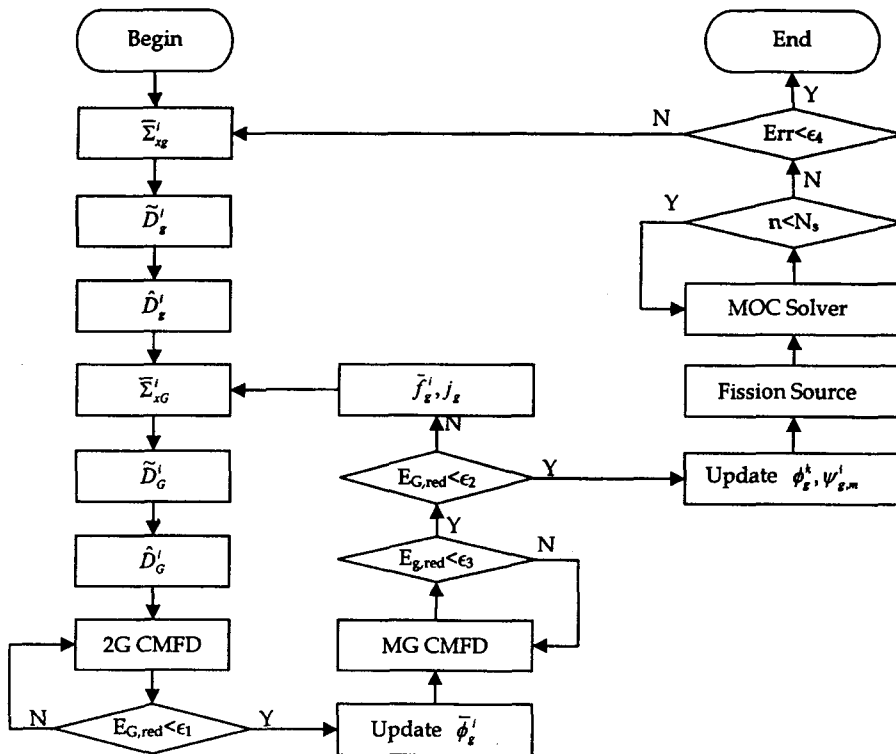 Begin
Σ̅ⁱ_xg
D̃ⁱ_g
D̂ⁱ_g
Σ̅ⁱ_xG
D̃ⁱ_G
D̂ⁱ_G
2G CMFD
E_G,red<ϵ₁
N
Y
Update ϕ̅ⁱ_g
MG CMFD
E_g,red<ϵ₃
N
Y
E_G,red<ϵ₂
N
Y
f̅ⁱ_g, j_g
Update ϕᵏ_g, ψⁱ_g,m
Fission Source
MOC Solver
n<Nₛ
Y
N
Err<ϵ₄
N
Y
End